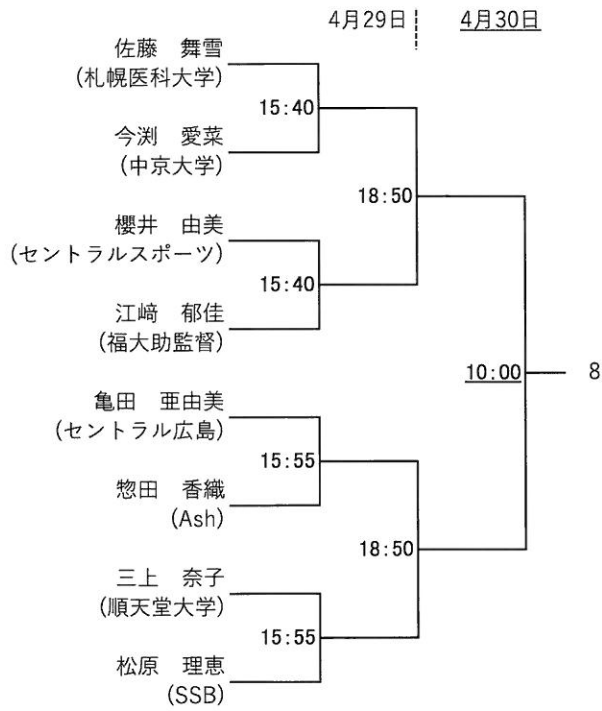 4月29日 4月30日
佐藤 舞雪
(札幌医科大学)
15:40
今渕 愛菜
(中京大学)
18:50
櫻井 由美
(セントラルスポーツ)
15:40
江﨑 郁佳
(福大助監督)
10:00 8
亀田 亜由美
(セントラル広島)
15:55
惣田 香織
(Ash)
18:50
三上 奈子
(順天堂大学)
15:55
松原 理恵
(SSB)